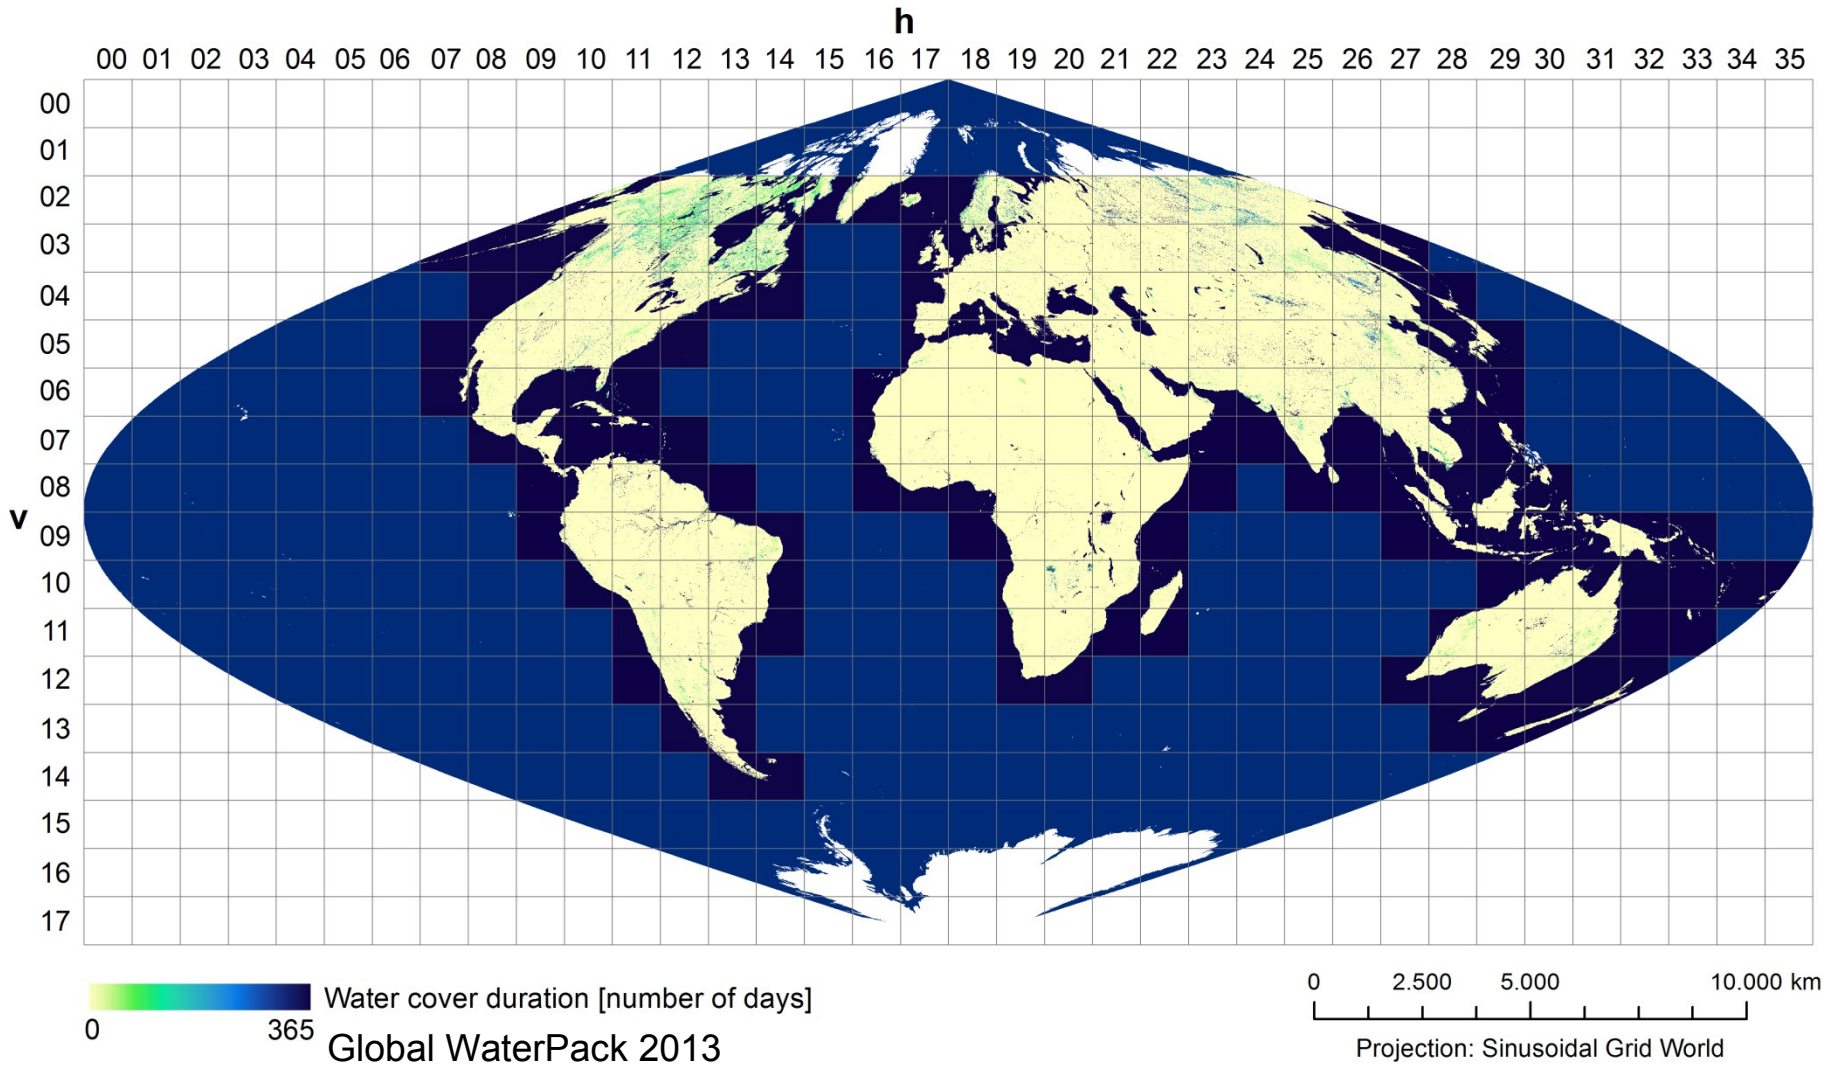 h
00 01 02 03 04 05 06 07 08 09 10 11 12 13 14 15 16 17 18 19 20 21 22 23 24 25 26 27 28 29 30 31 32 33 34 35
00
01
02
03
04
05
06
07
08
v
09
10
11
12
13
14
15
16
17
0 2.500 5.000 10.000 km
Water cover duration [number of days]
0 365
Global WaterPack 2013
Projection: Sinusoidal Grid World